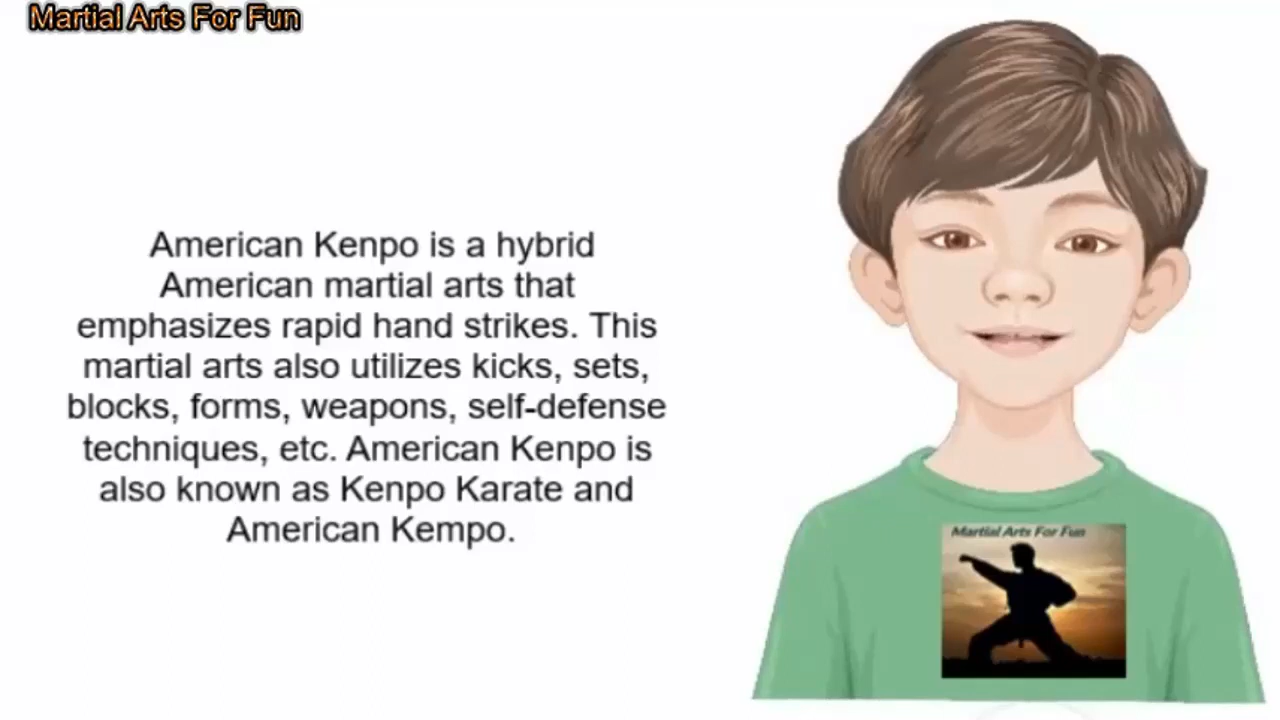 Martial Arts For Fun
American Kenpo is a hybrid
American martial arts that
emphasizes rapid hand strikes. This
martial arts also utilizes kicks, sets,
blocks, forms, weapons, self-defense
techniques, etc. American Kenpo is
also known as Kenpo Karate and
American Kempo.
Martial Arts For Fun